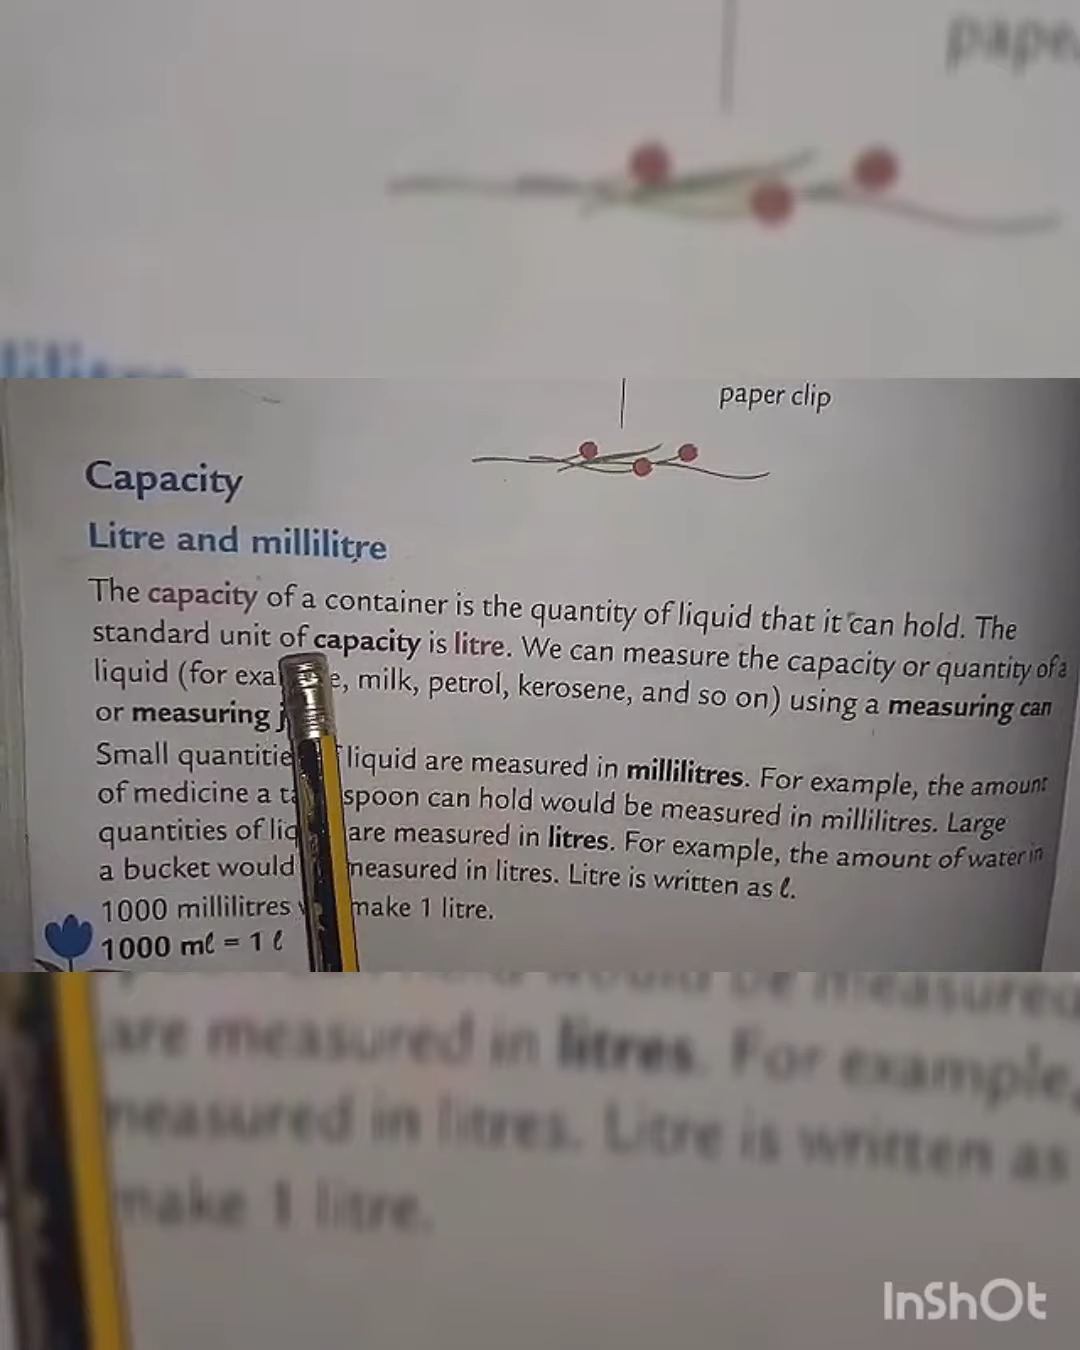 pape
paper clip
Capacity
Litre and millilitre
The capacity of a container is the quantity of liquid that it can hold. The
standard unit of capacity is litre. We can measure the capacity or quantity of a
liquid (for exa e, milk, petrol, kerosene, and so on) using a measuring can
or measuring j
Small quantitie liquid are measured in millilitres. For example, the amount
of medicine a t spoon can hold would be measured in millilitres. Large
quantities of liq are measured in litres. For example, the amount of water in
a bucket would measured in litres. Litre is written as ℓ.
1000 millilitres make 1 litre.
1000 mℓ = 1 ℓ
would be measured
are measured in litres. For example,
measured in litres. Litre is written as
make 1 litre.
InShOt